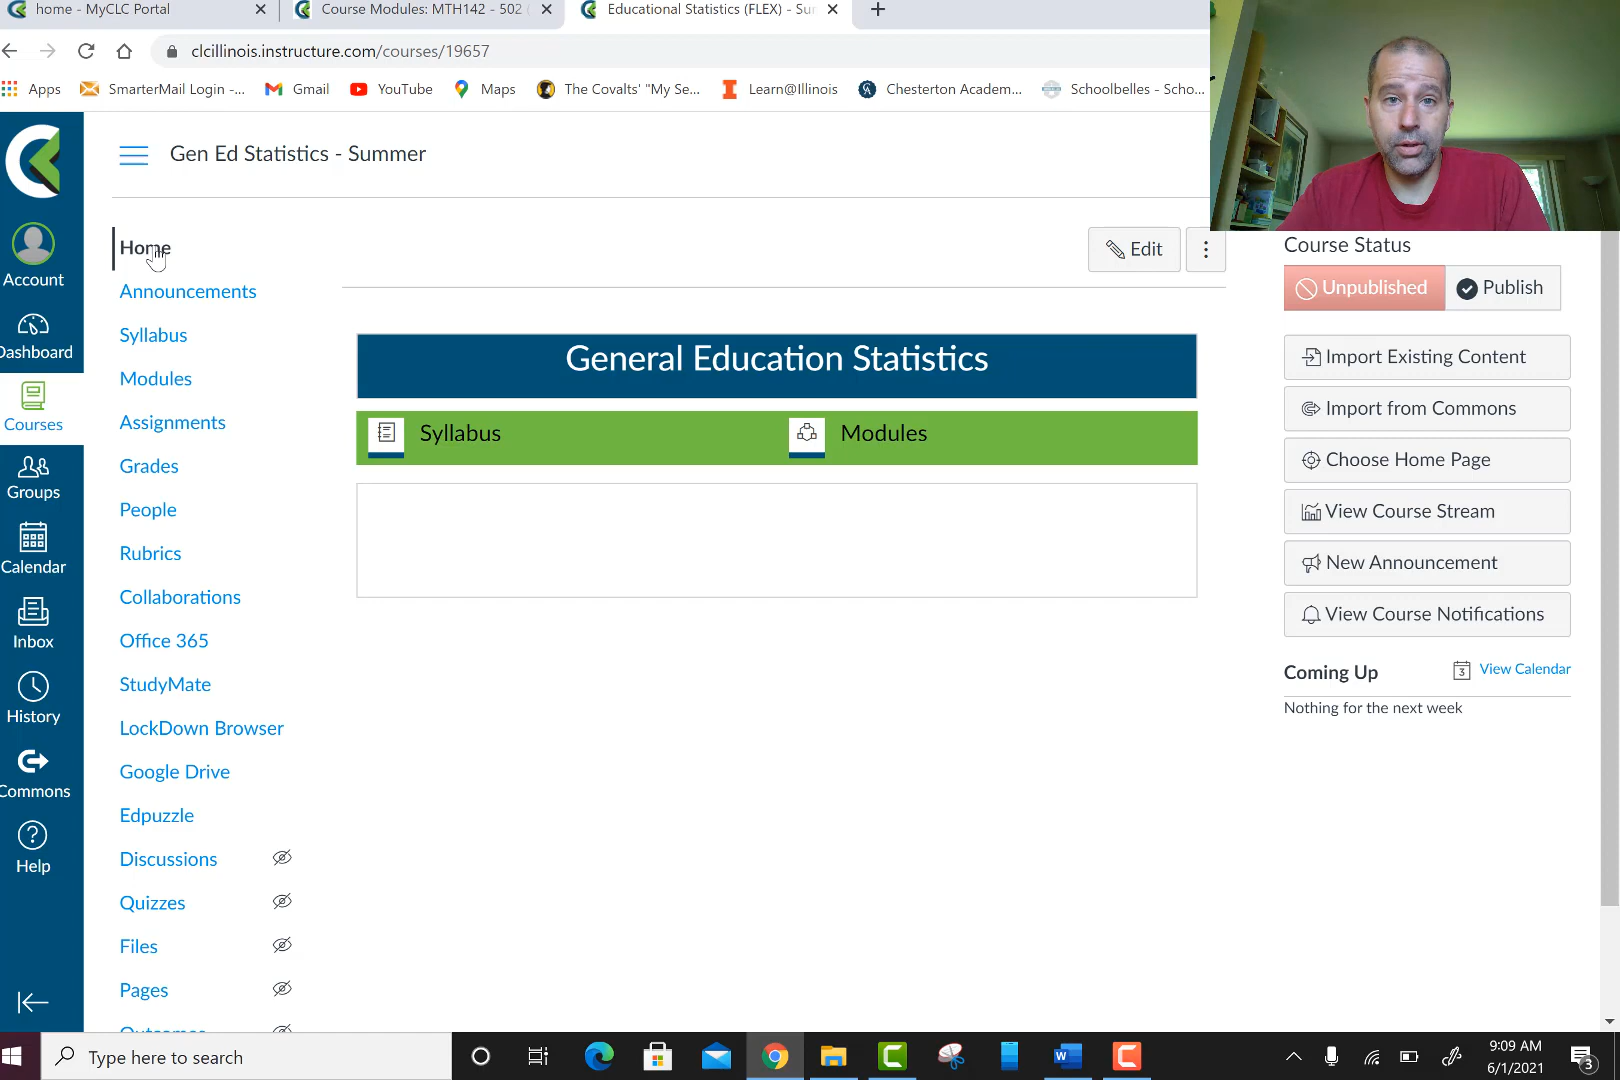 home - MyCLC Portal
Course Modules: MTH142 - 502
Educational Statistics (FLEX) - Su
clcillinois.instructure.com/courses/19657
Apps
SmarterMail Login -...
Gmail
YouTube
Maps
The Covalts' "My Se...
Learn@Illinois
Chesterton Academ...
Schoolbelles - Scho...
Gen Ed Statistics - Summer
Account
Dashboard
Courses
Groups
Calendar
Inbox
History
Commons
Help
Home
Announcements
Syllabus
Modules
Assignments
Grades
People
Rubrics
Collaborations
Office 365
StudyMate
LockDown Browser
Google Drive
Edpuzzle
Discussions
Quizzes
Files
Pages
Edit
General Education Statistics
Syllabus
Modules
Course Status
Unpublished
Publish
Import Existing Content
Import from Commons
Choose Home Page
View Course Stream
New Announcement
View Course Notifications
Coming Up
3
View Calendar
Nothing for the next week
Type here to search
9:09 AM
6/1/2021
3